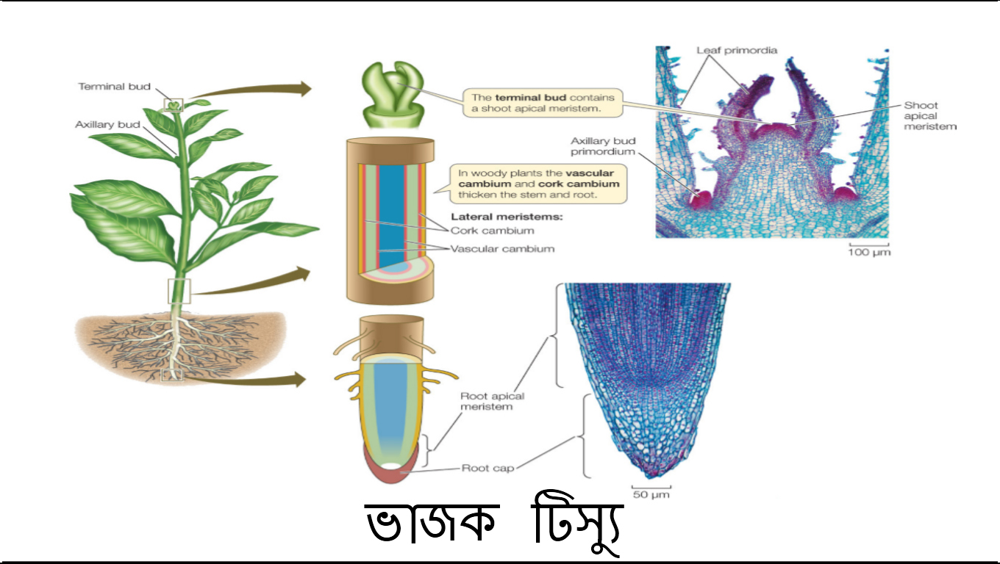 Terminal bud
Axillary bud
The terminal bud contains
a shoot apical meristem.
In woody plants the vascular
cambium and cork cambium
thicken the stem and root.
Lateral meristems:
Cork cambium
Vascular cambium
Leaf primordia
Shoot
apical
meristem
Axillary bud
primordium
100 µm
Root apical
meristem
Root cap
50 µm
ভাজক টিস্যু